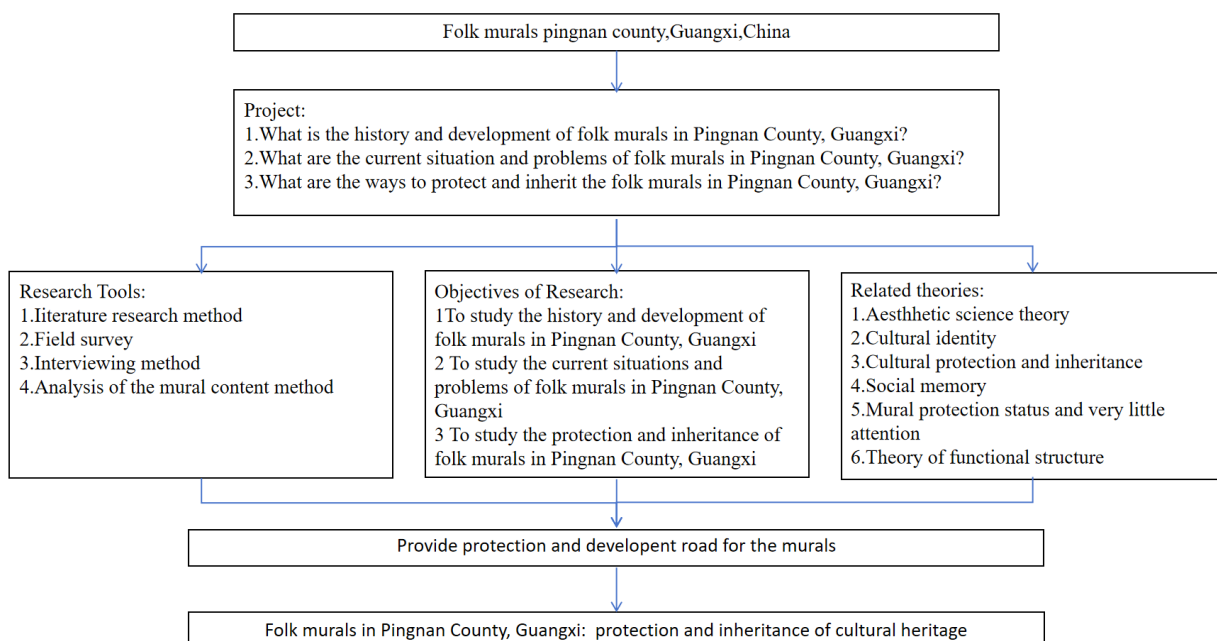 Folk murals pingnan county,Guangxi,China
Project:
1.What is the history and development of folk murals in Pingnan County, Guangxi?
2.What are the current situation and problems of folk murals in Pingnan County, Guangxi?
3.What are the ways to protect and inherit the folk murals in Pingnan County, Guangxi?
Research Tools:
1.Iiterature research method
2.Field survey
3.Interviewing method
4.Analysis of the mural content method
Objectives of Research:
1To study the history and development of
folk murals in Pingnan County, Guangxi
2 To study the current situations and
problems of folk murals in Pingnan County,
Guangxi
3 To study the protection and inheritance of
folk murals in Pingnan County, Guangxi
Related theories:
1.Aesthhetic science theory
2.Cultural identity
3.Cultural protection and inheritance
4.Social memory
5.Mural protection status and very little
attention
6.Theory of functional structure
Provide protection and developent road for the murals
Folk murals in Pingnan County, Guangxi: protection and inheritance of cultural heritage